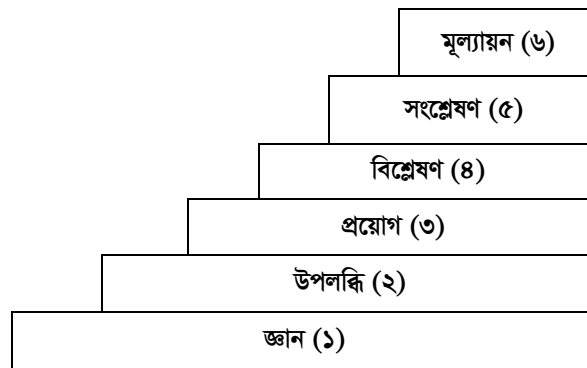 মূল্যায়ন (৬)
সংশ্লেষণ (৫)
বিশ্লেষণ (৪)
প্রয়োগ (৩)
উপলব্ধি (২)
জ্ঞান (১)